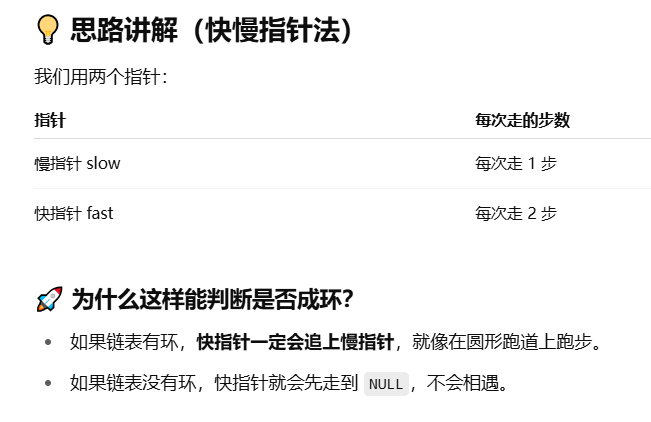 💡 思路讲解（快慢指针法）
我们用两个指针：
指针 每次走的步数
慢指针 slow 每次走 1 步
快指针 fast 每次走 2 步
🚀 为什么这样能判断是否成环？
• 如果链表有环，快指针一定会追上慢指针，就像在圆形跑道上跑步。
• 如果链表没有环，快指针就会先走到 NULL，不会相遇。